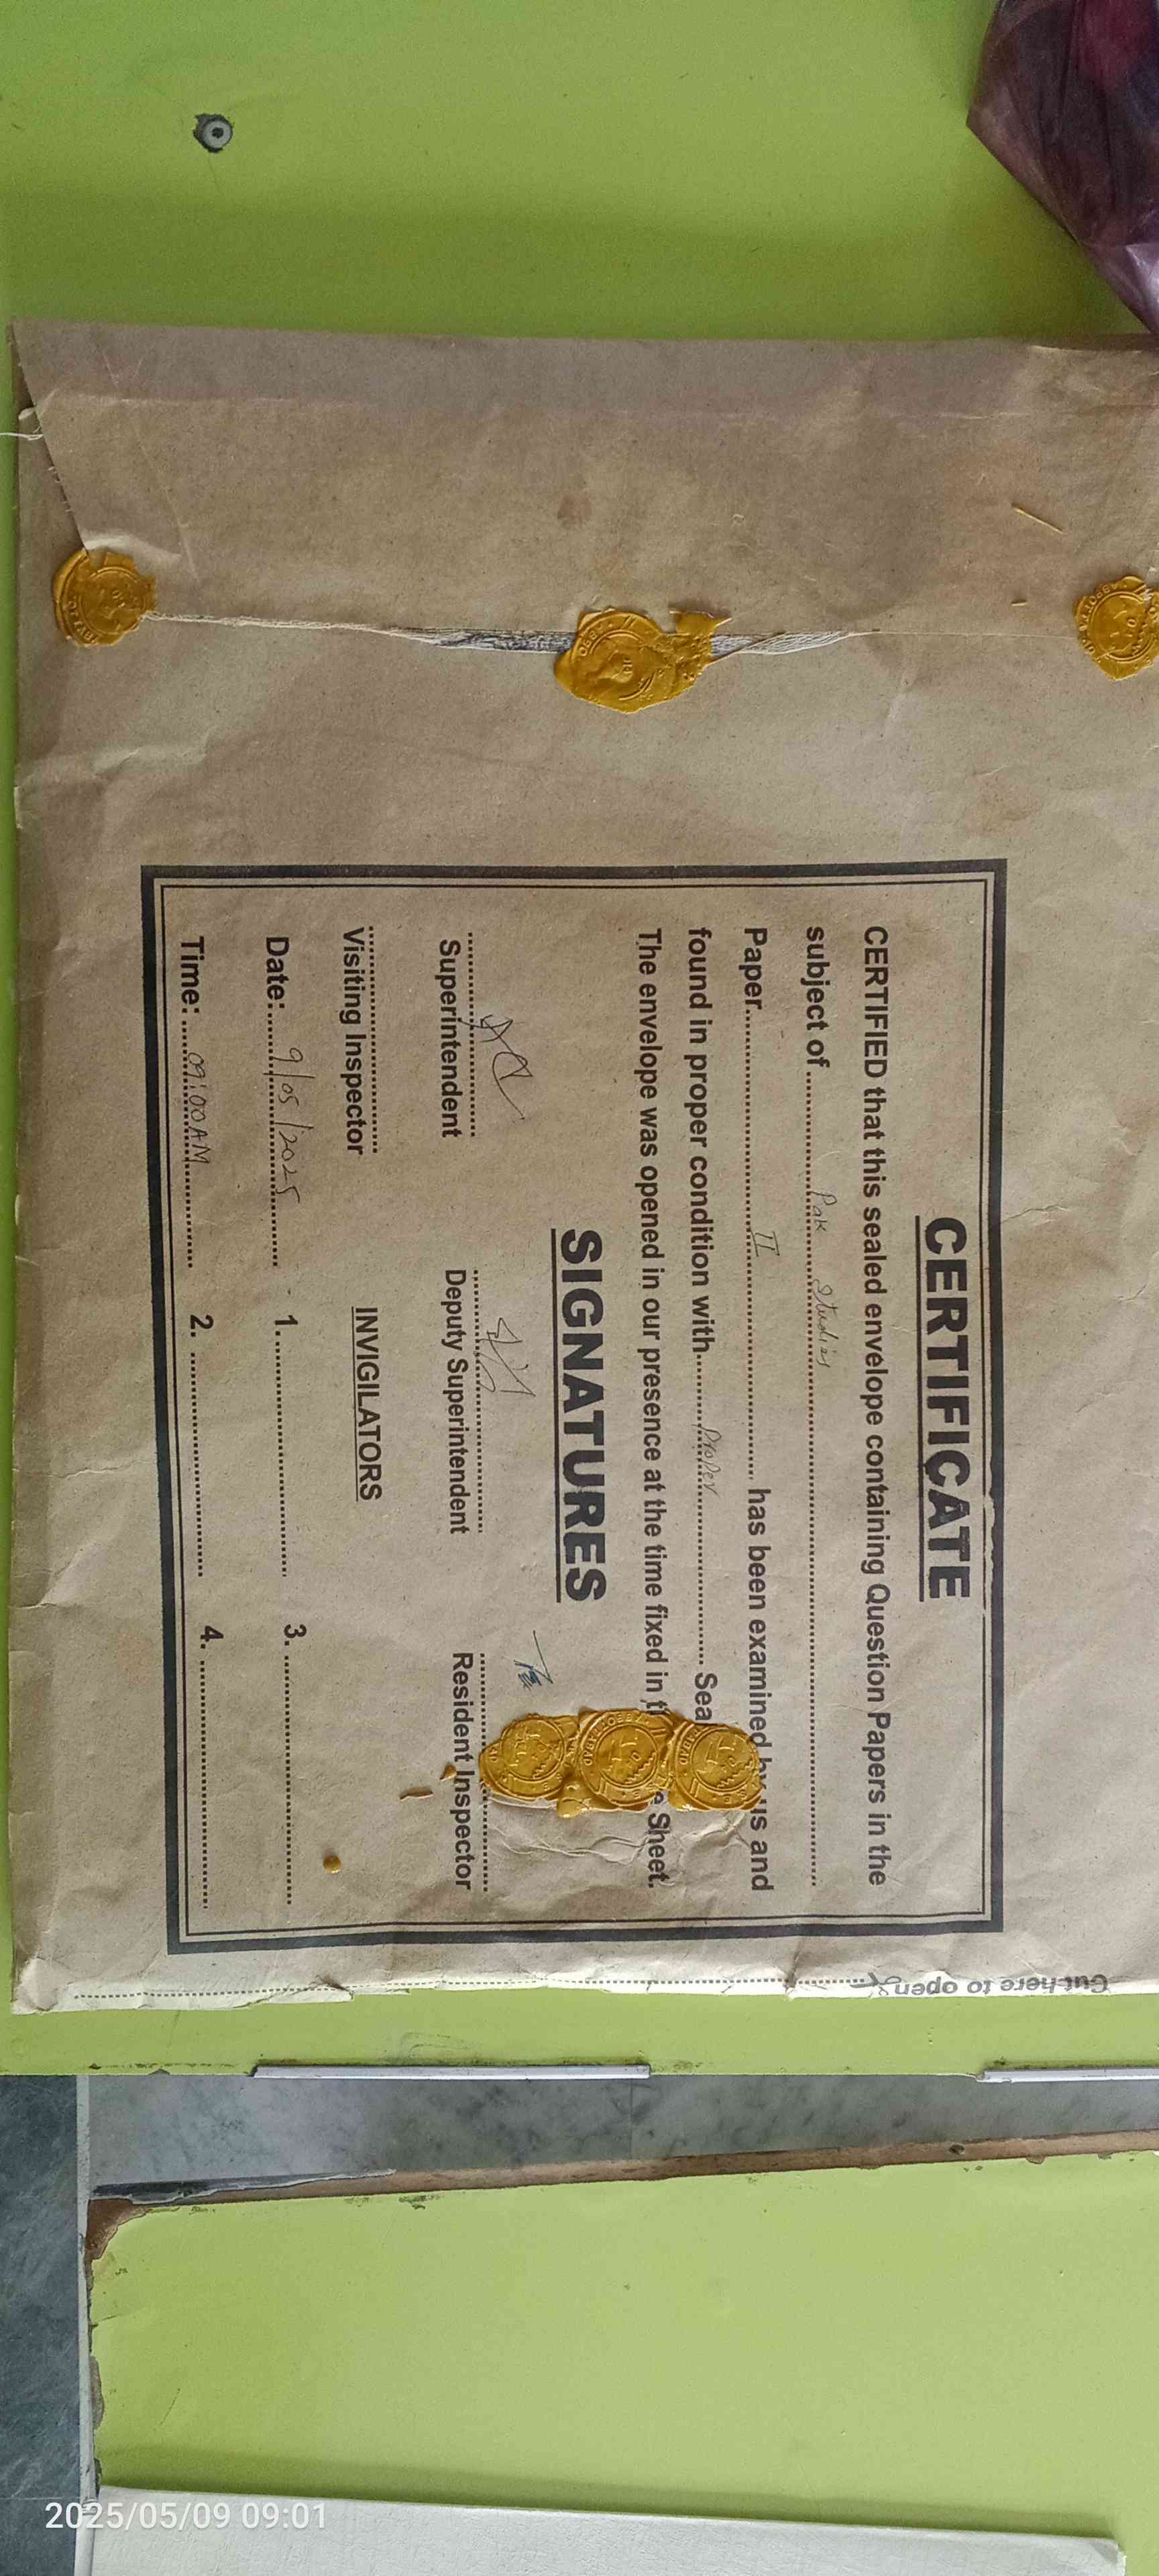 CERTIFICATE
CERTIFIED that this sealed envelope containing Question Papers in the
subject of Pak Studies
Paper II has been examined by us and
found in proper condition with proper Sea
The envelope was opened in our presence at the time fixed in Sheet.
SIGNATURES
Superintendent Deputy Superintendent Resident Inspector
Visiting Inspector INVIGILATORS
Date: 9/05/2025 1. 3.
Time: 09:00 AM 2. 4.
Cut here to open
2025/05/09 09:01